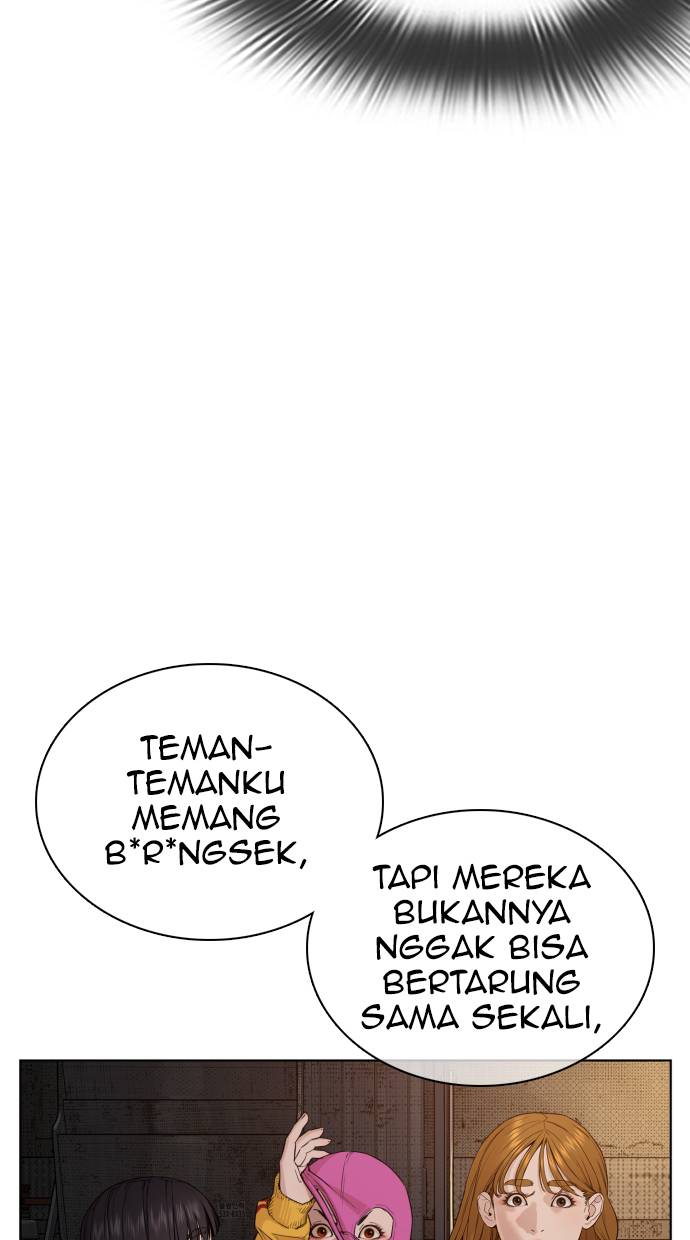 TEMAN-
TEMANKU
MEMANG
B*R*NGSEK,
TAPI MEREKA
BUKANNYA
NGGAK BISA
BERTARUNG
SAMA SEKALI,